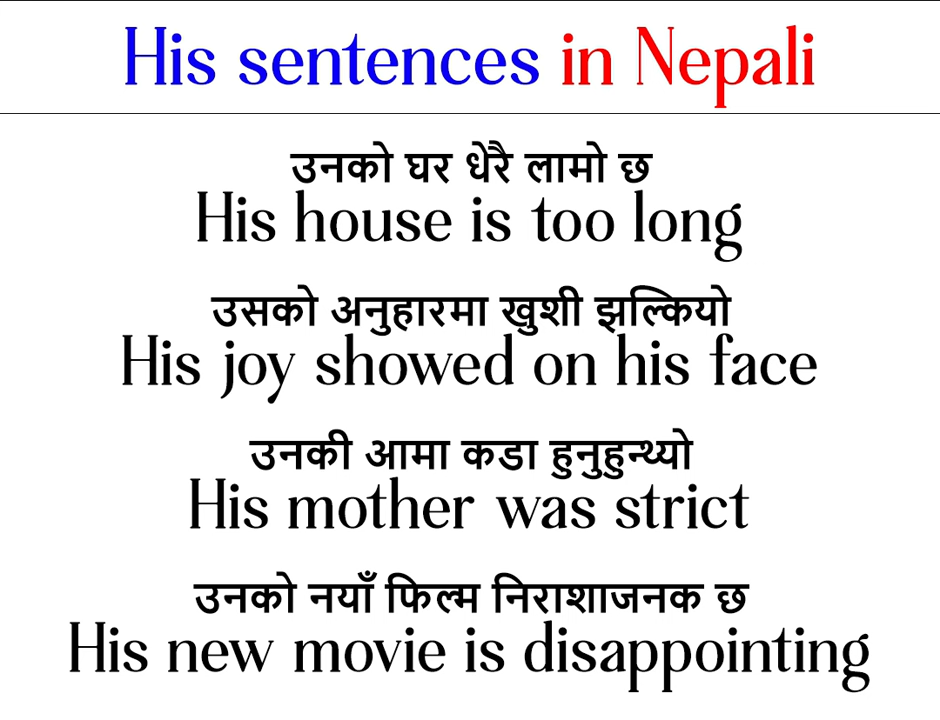 His sentences in Nepali
उनको घर धेरै लामो छ
His house is too long
उसको अनुहारमा खुशी झल्कियो
His joy showed on his face
उनकी आमा कडा हुनुहुन्थ्यो
His mother was strict
उनको नयाँ फिल्म निराशाजनक छ
His new movie is disappointing